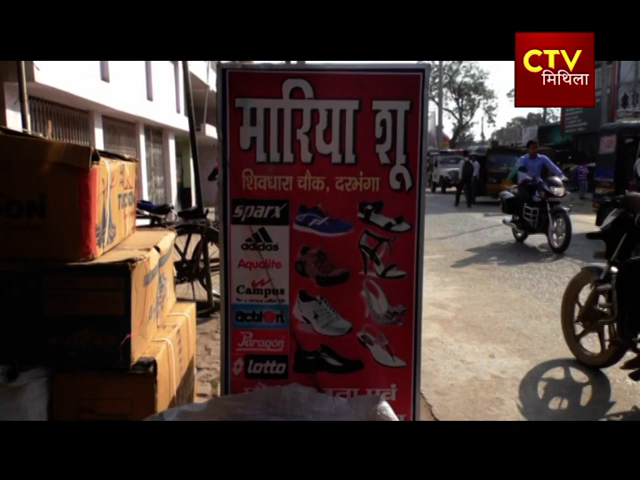 CTV
मिथिला
मारिया शू
शिवधारा चौक, दरभंगा
sparx
adidas
Aqualite
Campus
action
Paragon
lotto